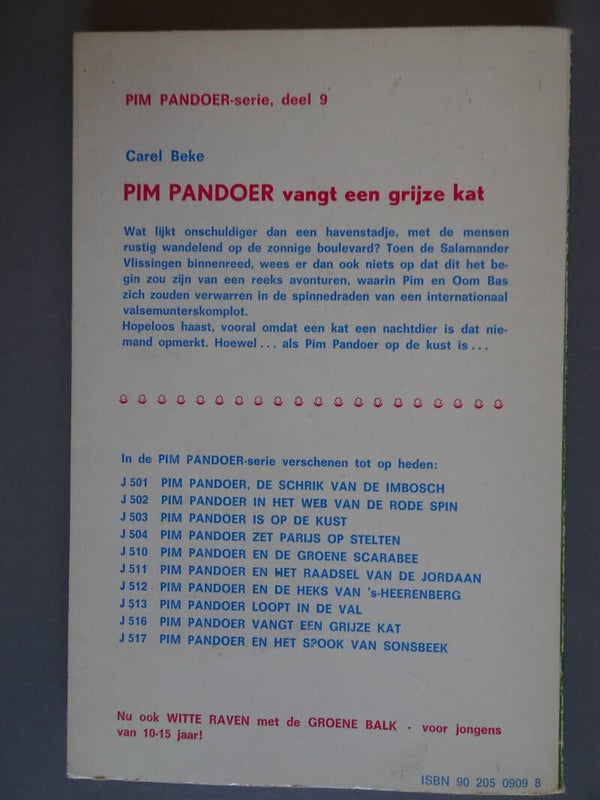 PIM PANDOER-serie, deel 9
Carel Beke
PIM PANDOER vangt een grijze kat
Wat lijkt onschuldiger dan een havenstadje, met de mensen
rustig wandelend op de zonnige boulevard? Toen de Salamander
Vlissingen binnenreed, wees er dan ook niets op dat dit het be-
gin zou zijn van een reeks avonturen, waarin Pim en Oom Bas
zich zouden verwarren in de spinnedraden van een internationaal
valsemunterskomplot.
Hopeloos haast, vooral omdat een kat een nachtdier is dat nie-
mand opmerkt. Hoewel... als Pim Pandoer op de kust is...
In de PIM PANDOER-serie verschenen tot op heden:
J 501 PIM PANDOER, DE SCHRIK VAN DE IMBOSCH
J 502 PIM PANDOER IN HET WEB VAN DE RODE SPIN
J 503 PIM PANDOER IS OP DE KUST
J 504 PIM PANDOER ZET PARIJS OP STELTEN
J 510 PIM PANDOER EN DE GROENE SCARABEE
J 511 PIM PANDOER EN HET RAADSEL VAN DE JORDAAN
J 512 PIM PANDOER EN DE HEKS VAN 's-HEERENBERG
J 513 PIM PANDOER LOOPT IN DE VAL
J 516 PIM PANDOER VANGT EEN GRIJZE KAT
J 517 PIM PANDOER EN HET SPOOK VAN SONSBEEK
Nu ook WITTE RAVEN met de GROENE BALK - voor jongens
van 10-15 jaar!
ISBN 90 205 0909 8